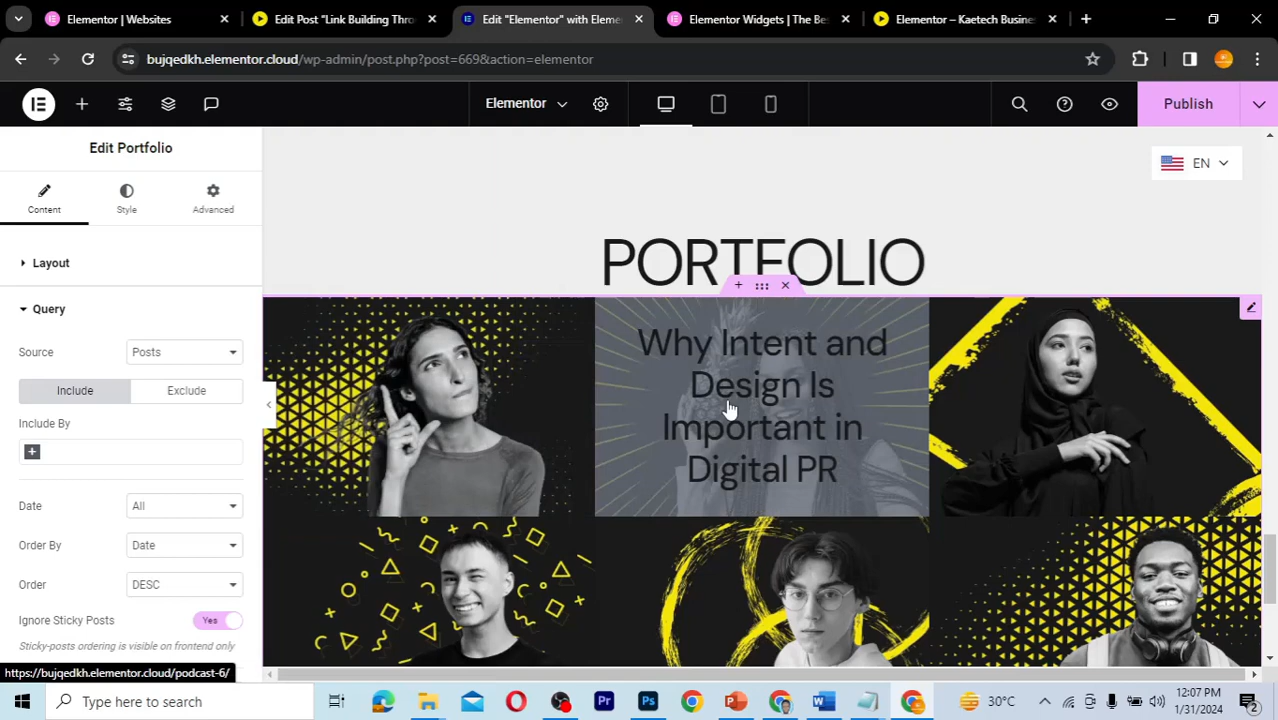 Elementor | Websites
Edit Post "Link Building Thro
Edit "Elementor" with Eleme
Elementor Widgets | The Bes
Elementor – Kaetech Busine
bujqedkh.elementor.cloud/wp-admin/post.php?post=669&action=elementor
Elementor
Publish
Edit Portfolio
EN
Content
Style
Advanced
Layout
PORTFOLIO
Query
Source
Posts
Include
Exclude
Include By
Date
All
Order By
Date
Order
DESC
Ignore Sticky Posts
Yes
Sticky-posts ordering is visible on frontend only
Why Intent and
Design Is
Important in
Digital PR
https://bujqedkh.elementor.cloud/podcast-6/
Type here to search
Pr
Ps
30°C
12:07 PM
1/31/2024
2